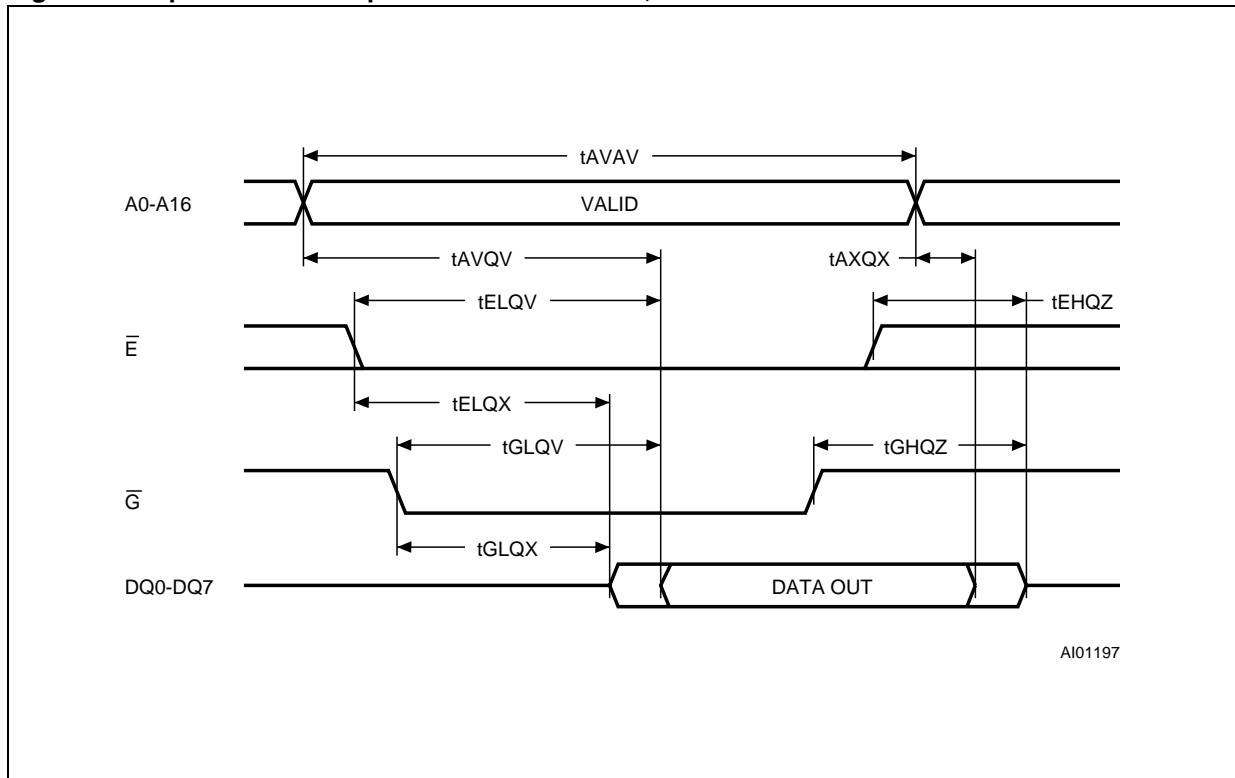 tAVAV
A0-A16
VALID
tAVQV
tAXQX
tELQV
tEHQZ
E̅
tELQX
tGLQV
tGHQZ
G̅
tGLQX
DQ0-DQ7
DATA OUT
AI01197